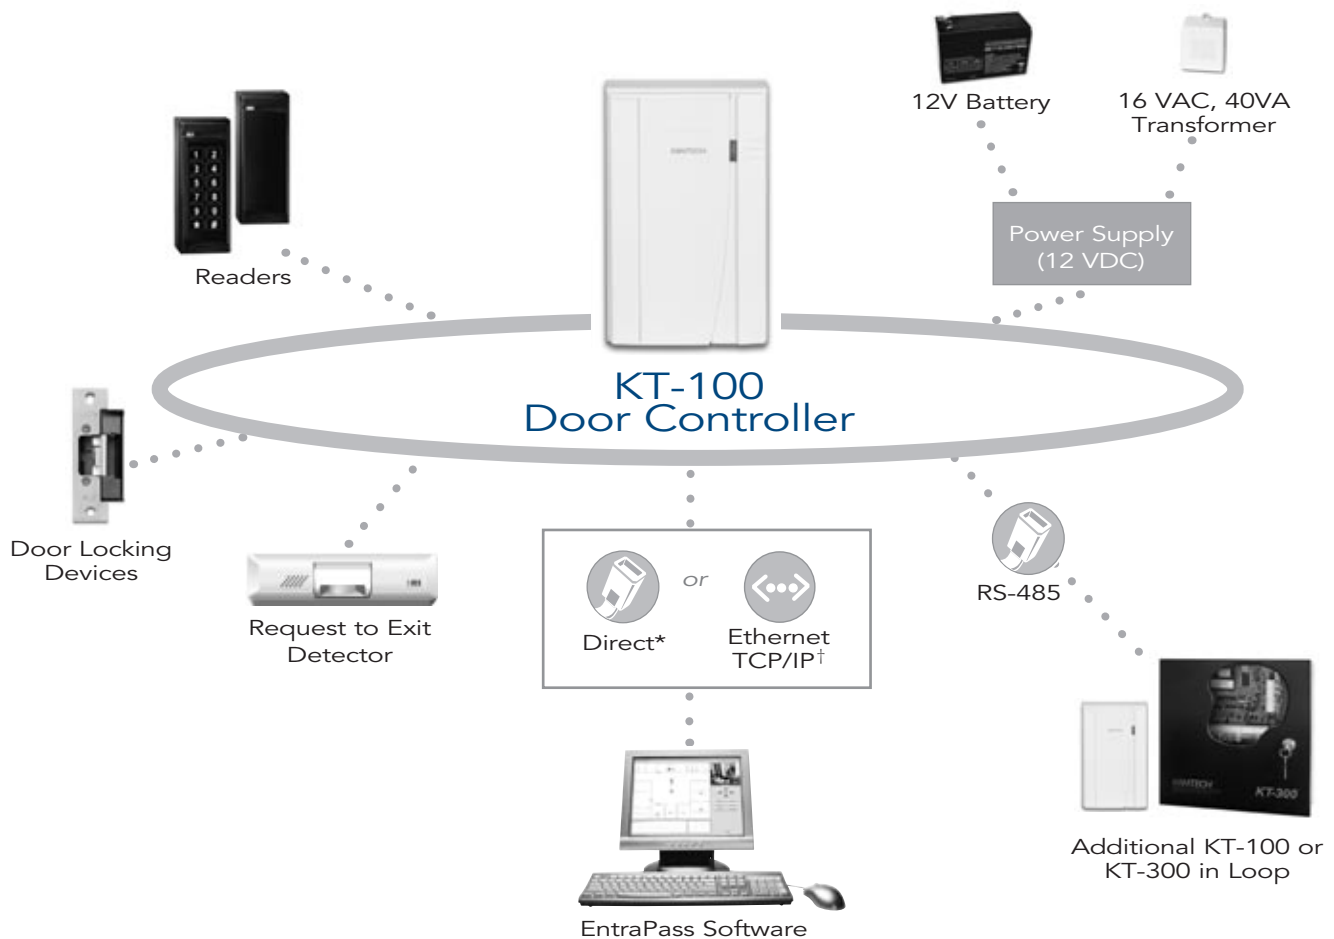 12V Battery
16 VAC, 40VA
Transformer
Power Supply
(12 VDC)
Readers
KT-100
Door Controller
Door Locking
Devices
Request to Exit
Detector
Direct*
or
Ethernet
TCP/IP†
RS-485
KT-300
Additional KT-100 or
KT-300 in Loop
EntraPass Software